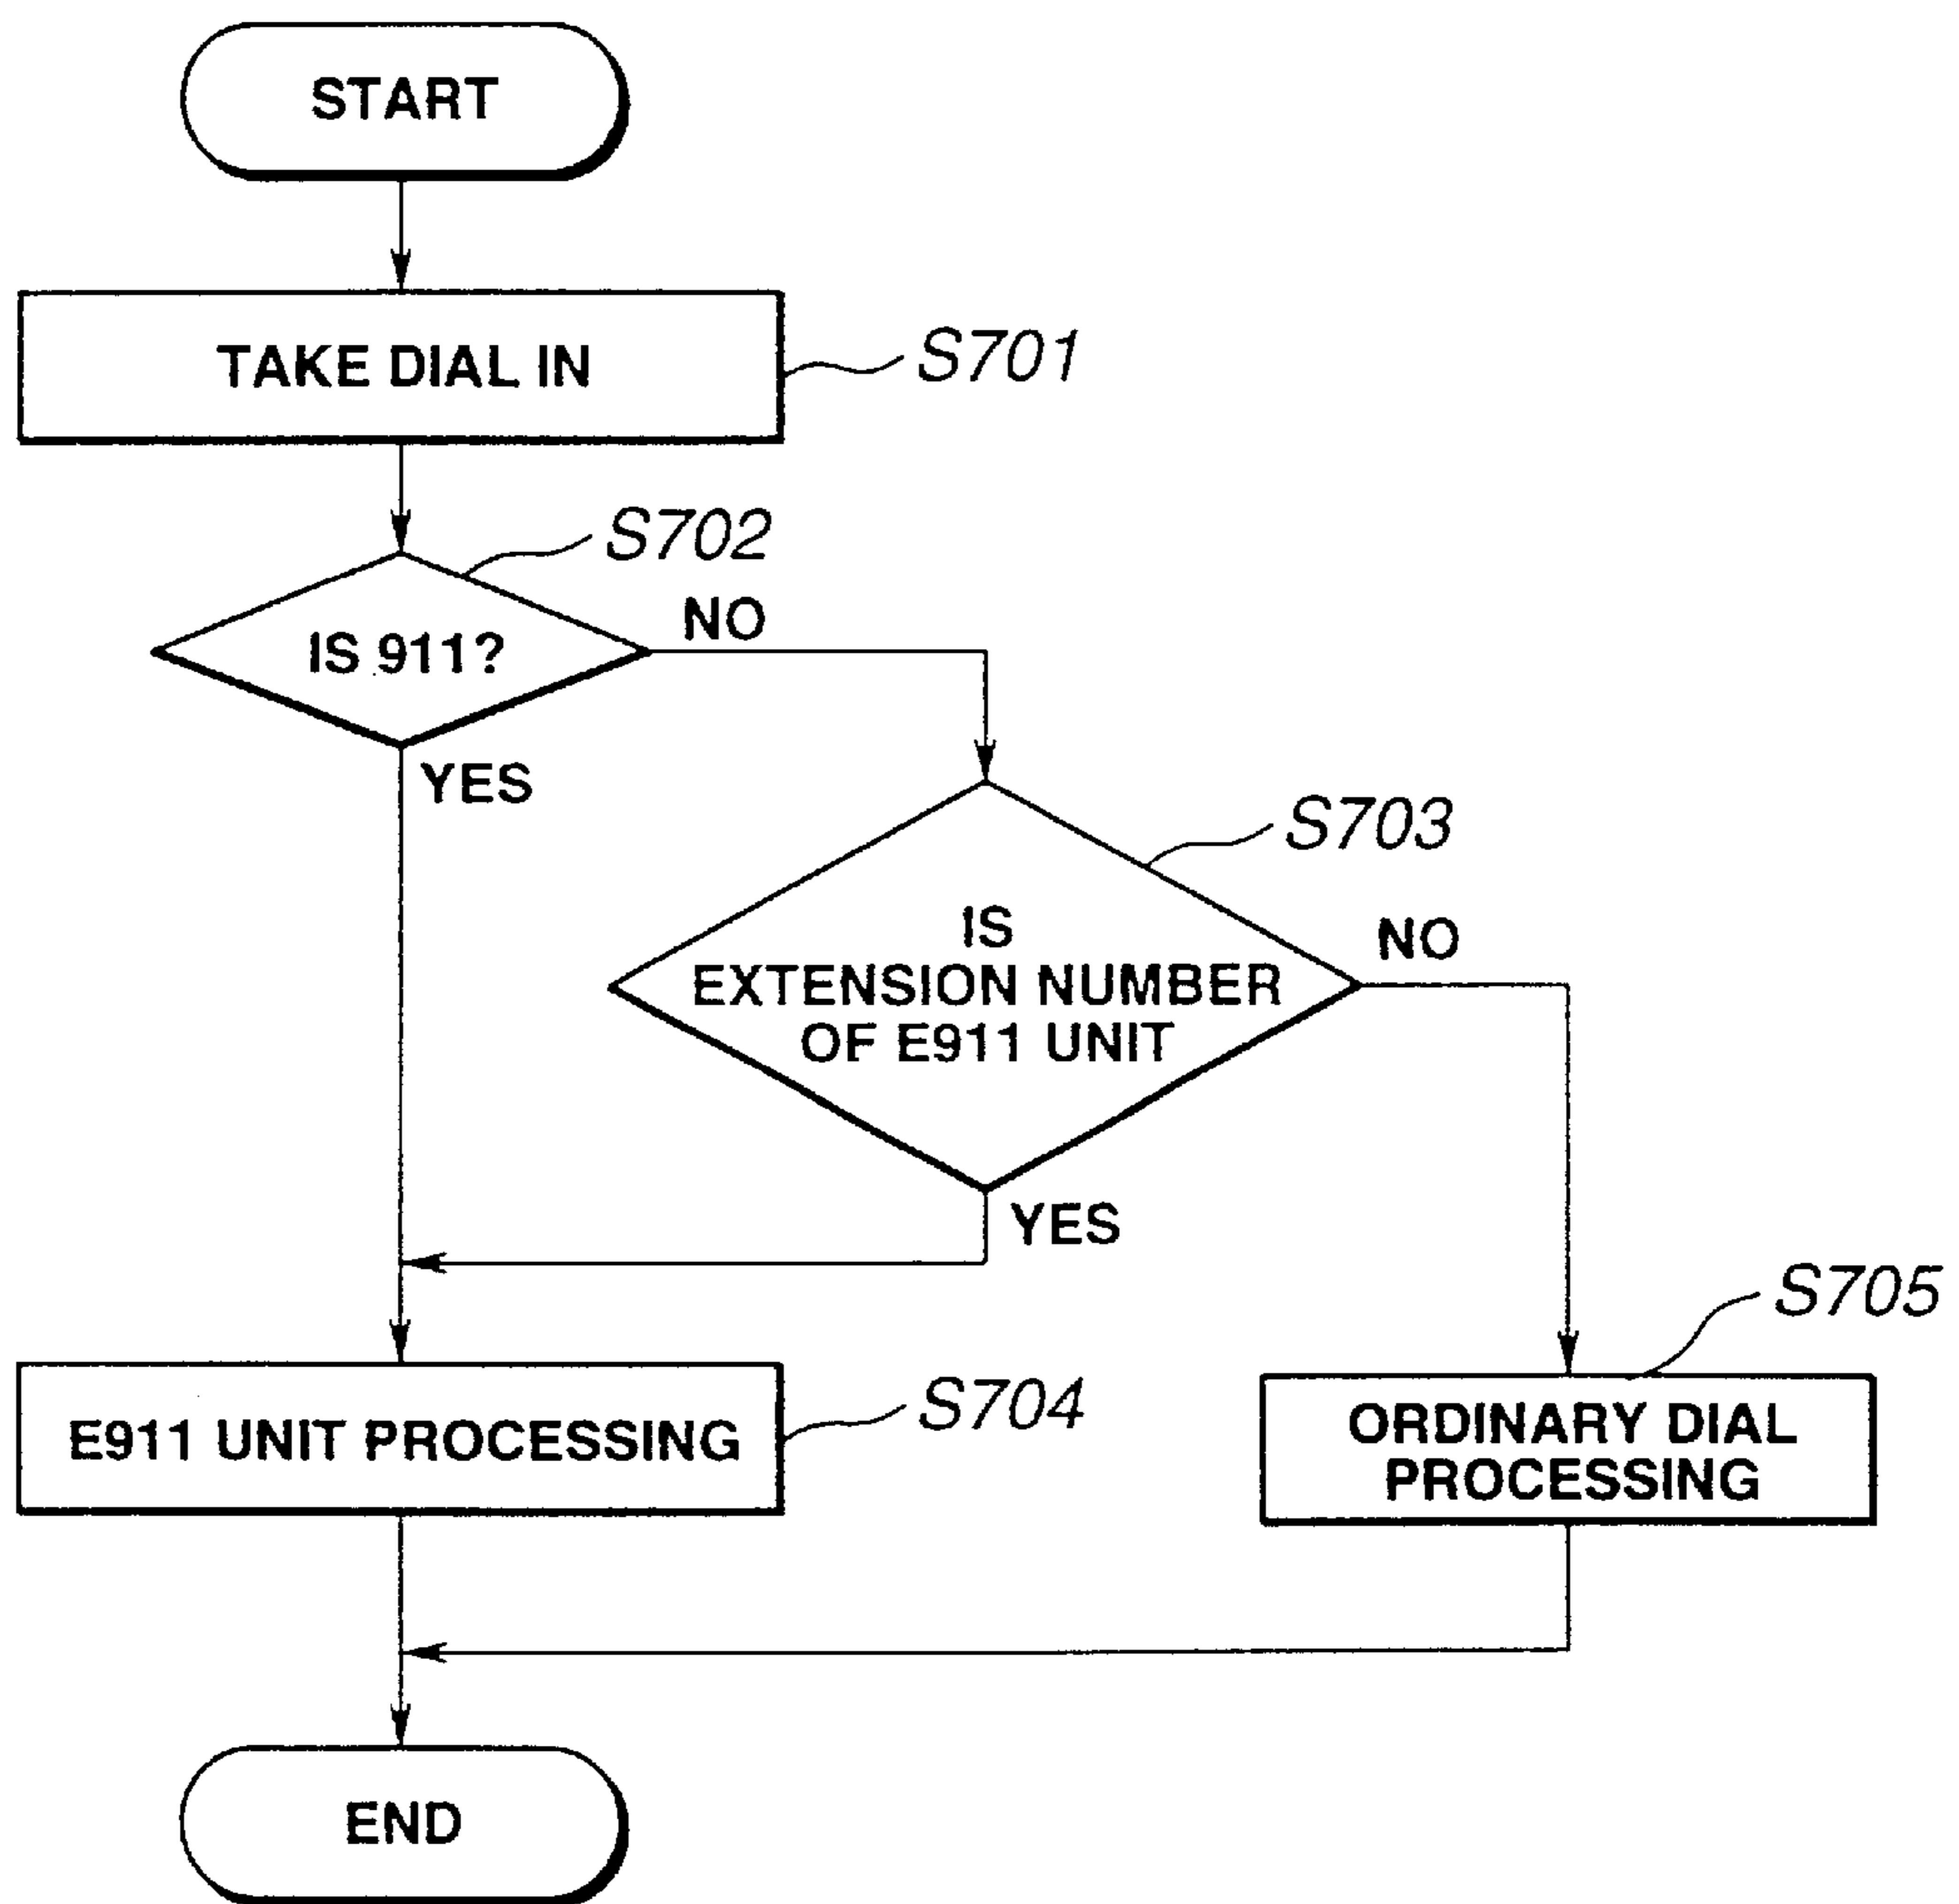 START
TAKE DIAL IN
S701
S702
IS 911?
NO
YES
S703
IS
EXTENSION NUMBER
OF E911 UNIT
NO
YES
S705
E911 UNIT PROCESSING
S704
ORDINARY DIAL
PROCESSING
END